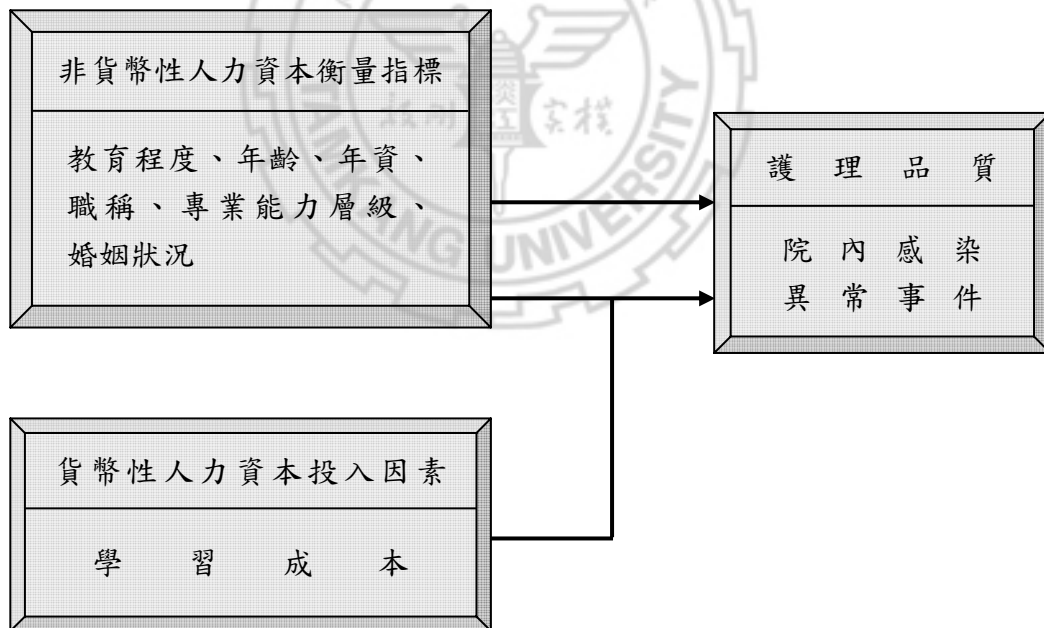 非貨幣性人力資本衡量指標
教育程度、年齡、年資、
職稱、專業能力層級、
婚姻狀況
護理品質
院內感染
異常事件
貨幣性人力資本投入因素
學習成本
TAMKANG UNIVERSITY